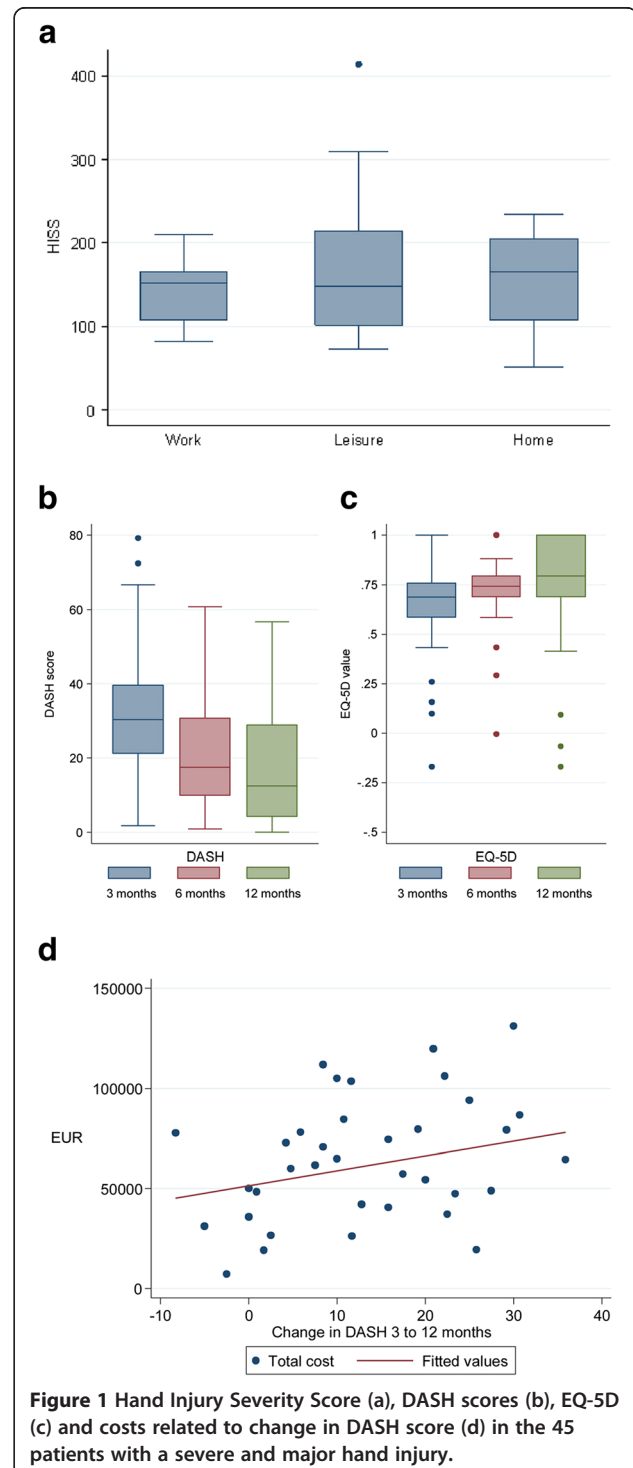 a
400
300
200
100
0
HISS
Work Leisure Home
b
80
60
40
20
0
DASH score
DASH
3 months 6 months 12 months
c
1
.75
.5
.25
0
-.25
-.5
EQ-5D value
EQ-5D
3 months 6 months 12 months
d
150000
100000
50000
0
EUR
-10 0 10 20 30 40
Change in DASH 3 to 12 months
Total cost Fitted values
Figure 1 Hand Injury Severity Score (a), DASH scores (b), EQ-5D
(c) and costs related to change in DASH score (d) in the 45
patients with a severe and major hand injury.